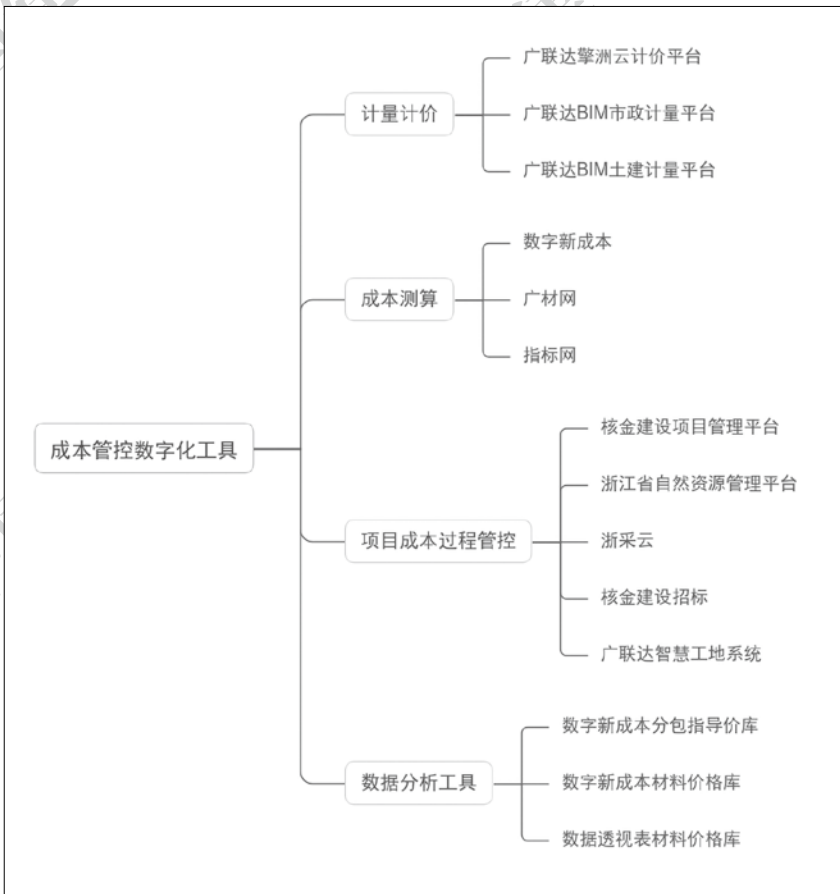 成本管控数字化工具
计量计价
广联达擎洲云计价平台
广联达BIM市政计量平台
广联达BIM土建计量平台
成本测算
数字新成本
广材网
指标网
项目成本过程管控
核金建设项目管理平台
浙江省自然资源管理平台
浙采云
核金建设招标
广联达智慧工地系统
数据分析工具
数字新成本分包指导价库
数字新成本材料价格库
数据透视表材料价格库